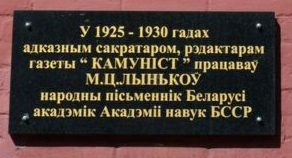 У 1925 - 1930 гадах
адказным сакратаром, рэдактарам
газеты “ КАМУНІСТ ” працаваў
М.Ц.ЛЫНЬКОЎ
народны пісьменнік Беларусі
акадэмік Акадэміі навук БССР